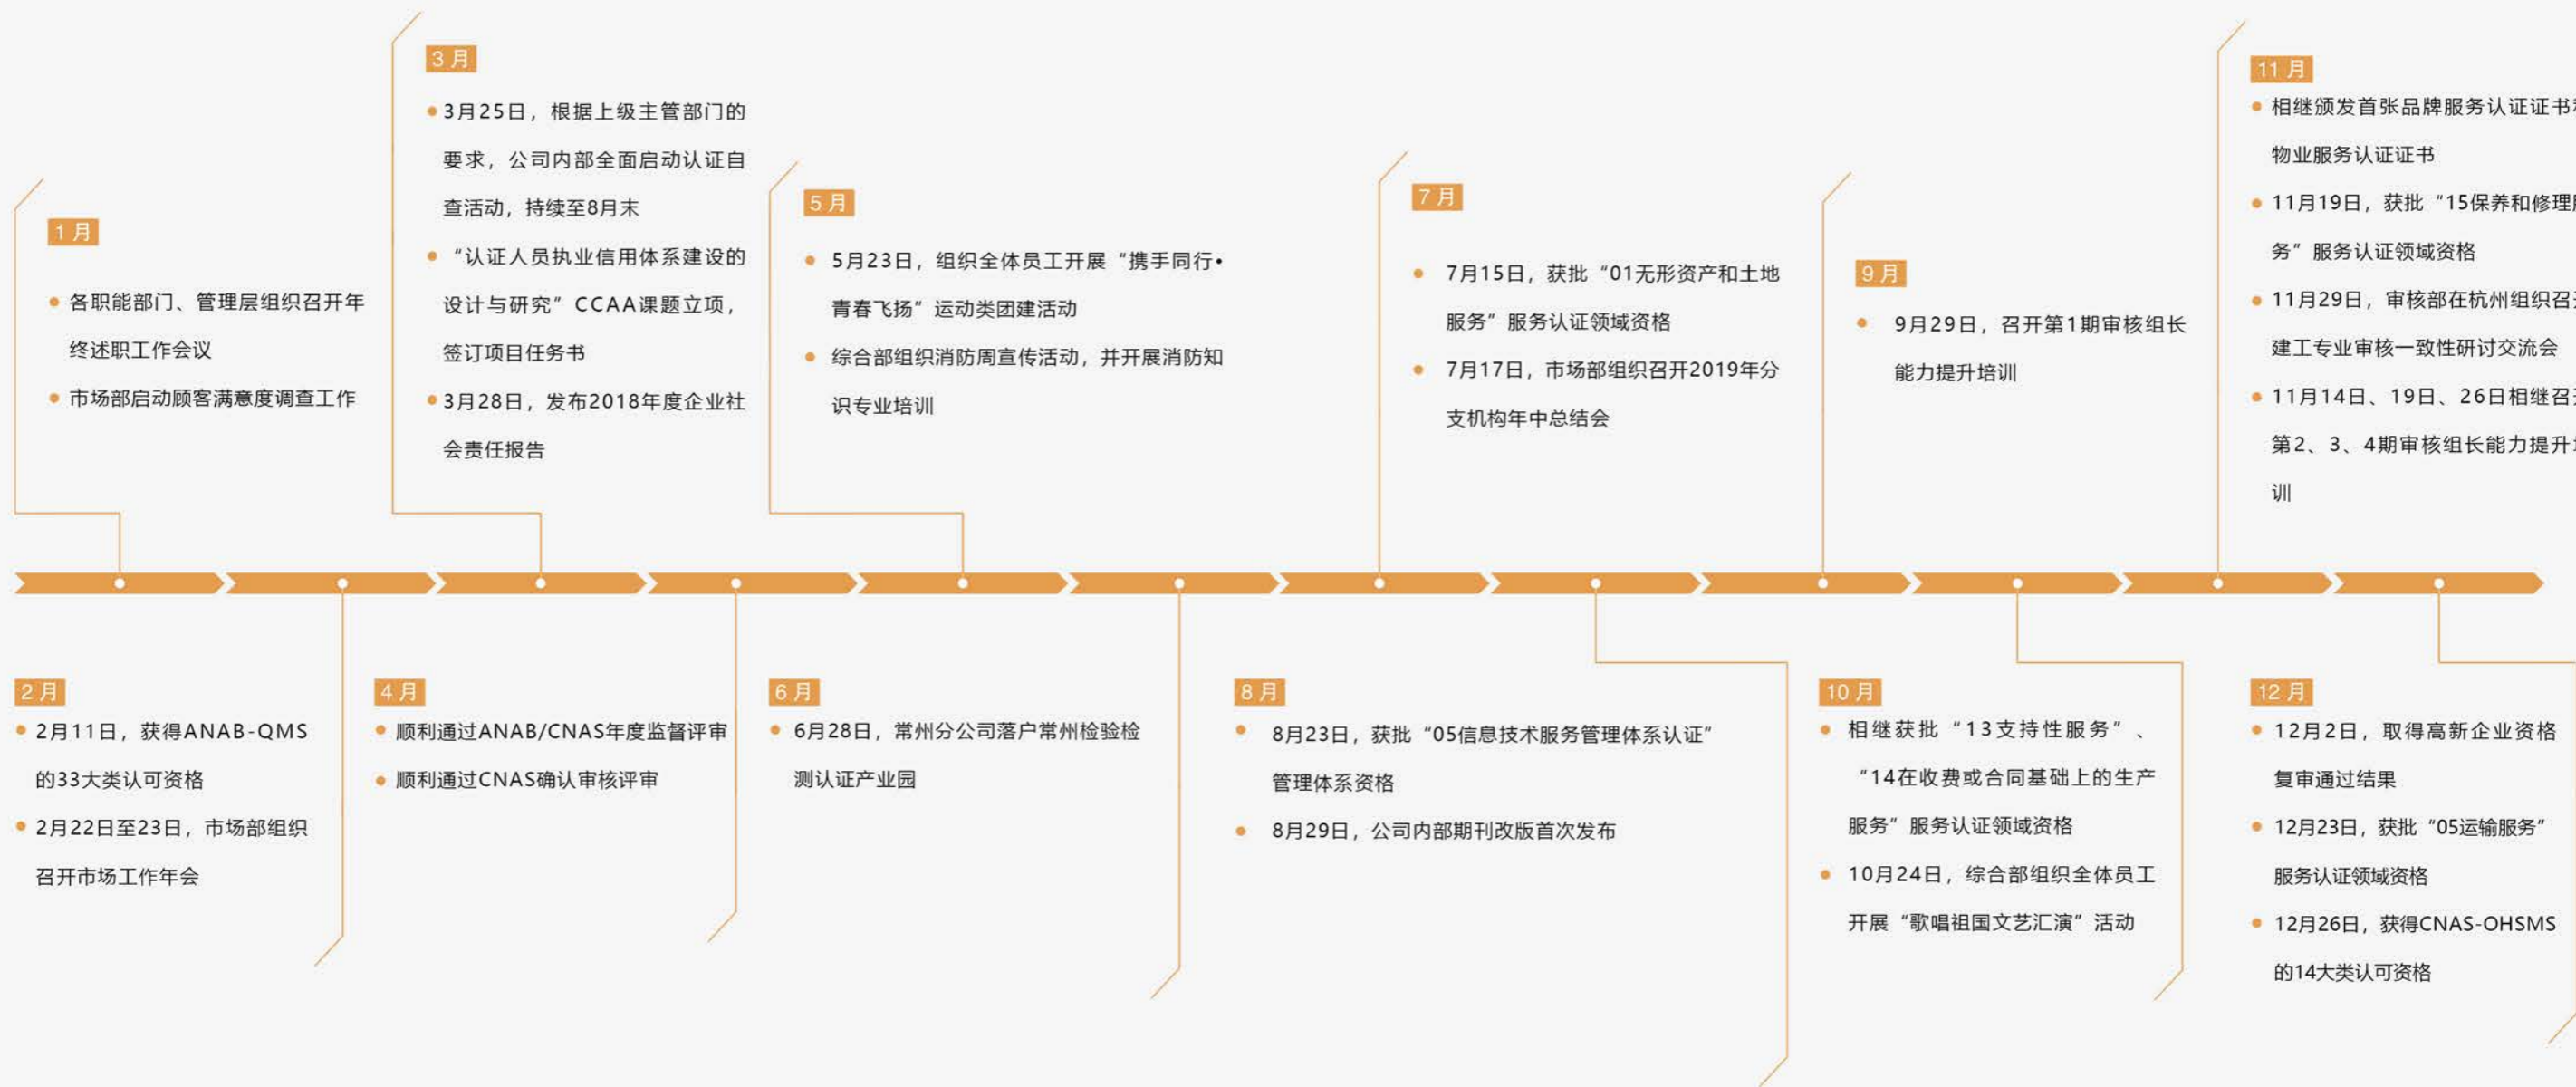 1月
各职能部门、管理层组织召开年
终述职工作会议
市场部启动顾客满意度调查工作
3月
3月25日，根据上级主管部门的
要求，公司内部全面启动认证自
查活动，持续至8月末
“认证人员执业信用体系建设的
设计与研究”CCAA课题立项，
签订项目任务书
3月28日，发布2018年度企业社
会责任报告
5月
5月23日，组织全体员工开展“携手同行•
青春飞扬”运动类团建活动
综合部组织消防周宣传活动，并开展消防知
识专业培训
7月
7月15日，获批“01无形资产和土地
服务”服务认证领域资格
7月17日，市场部组织召开2019年分
支机构年中总结会
9月
9月29日，召开第1期审核组长
能力提升培训
11月
相继颁发首张品牌服务认证证书
物业服务认证证书
11月19日，获批“15保养和修理
务”服务认证领域资格
11月29日，审核部在杭州组织召
建工专业审核一致性研讨交流会
11月14日、19日、26日相继召
第2、3、4期审核组长能力提升
训
2月
2月11日，获得ANAB-QMS
的33大类认可资格
2月22日至23日，市场部组织
召开市场工作年会
4月
顺利通过ANAB/CNAS年度监督评审
顺利通过CNAS确认审核评审
6月
6月28日，常州分公司落户常州检验检
测认证产业园
8月
8月23日，获批“05信息技术服务管理体系认证”
管理体系资格
8月29日，公司内部期刊改版首次发布
10月
相继获批“13支持性服务”、
“14在收费或合同基础上的生产
服务”服务认证领域资格
10月24日，综合部组织全体员工
开展“歌唱祖国文艺汇演”活动
12月
12月2日，取得高新企业资格
复审通过结果
12月23日，获批“05运输服务”
服务认证领域资格
12月26日，获得CNAS-OHSMS
的14大类认可资格